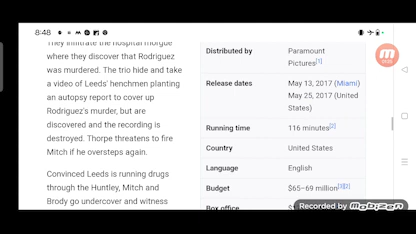 8:48
They infiltrate the hospital morgue
where they discover that Rodriguez
was murdered. The trio hide and take
a video of Leeds' henchmen planting
an autopsy report to cover up
Rodriguez's murder, but are
discovered and the recording is
destroyed. Thorpe threatens to fire
Mitch if he oversteps again.
Convinced Leeds is running drugs
through the Huntley, Mitch and
Brody go undercover and witness
Distributed by Paramount
Pictures[1]
Release dates May 13, 2017 (Miami)
May 25, 2017 (United
States)
Running time 116 minutes[2]
Country United States
Language English
Budget $65–69 million[3][2]
Box office
Recorded by
Mobizen